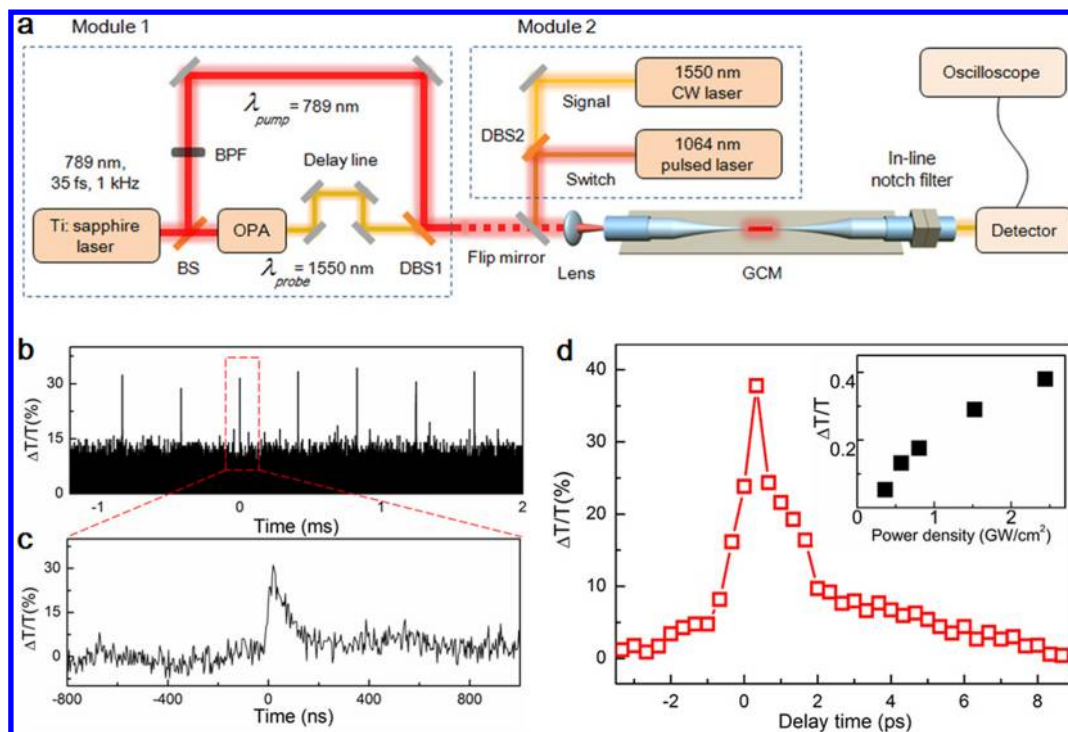 a
Module 1
Module 2
λpump = 789 nm
BPF
Delay line
789 nm,
35 fs, 1 kHz
Ti: sapphire
laser
BS
OPA
λprobe = 1550 nm
DBS1
Signal
1550 nm
CW laser
DBS2
1064 nm
pulsed laser
Switch
Flip mirror
Lens
GCM
In-line
notch filter
Oscilloscope
Detector
b
ΔT/T(%)
30
15
0
-1
0
1
2
Time (ms)
c
ΔT/T(%)
30
15
0
-800
-400
0
400
800
Time (ns)
d
ΔT/T(%)
40
30
20
10
0
-2
0
2
4
6
8
Delay time (ps)
ΔT/T
0.4
0.2
0
1
2
Power density (GW/cm²)